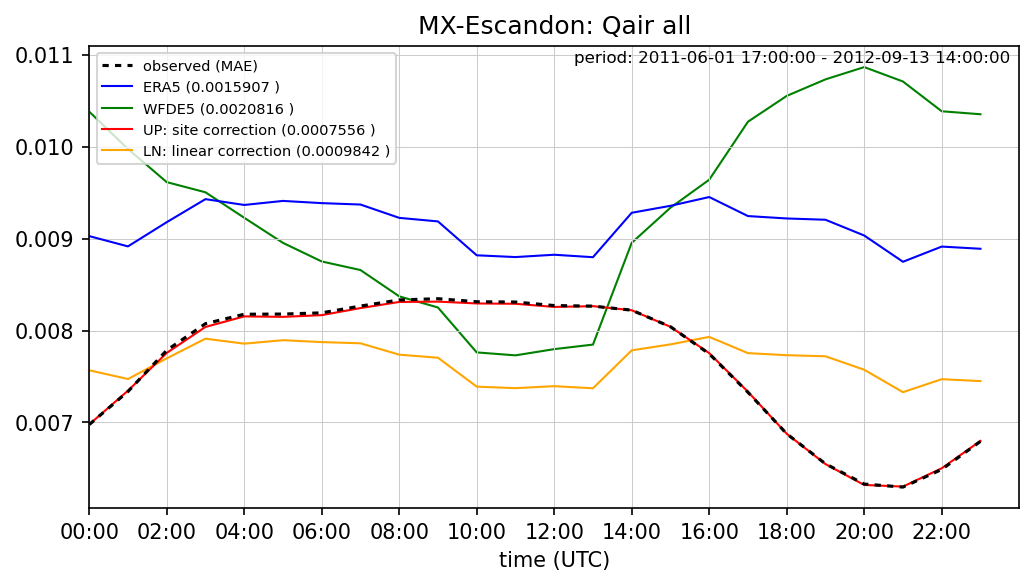 MX-Escandon: Qair all
period: 2011-06-01 17:00:00 - 2012-09-13 14:00:00
observed (MAE)
ERA5 (0.0015907 )
WFDE5 (0.0020816 )
UP: site correction (0.0007556 )
LN: linear correction (0.0009842 )
0.011
0.010
0.009
0.008
0.007
00:00 02:00 04:00 06:00 08:00 10:00 12:00 14:00 16:00 18:00 20:00 22:00
time (UTC)